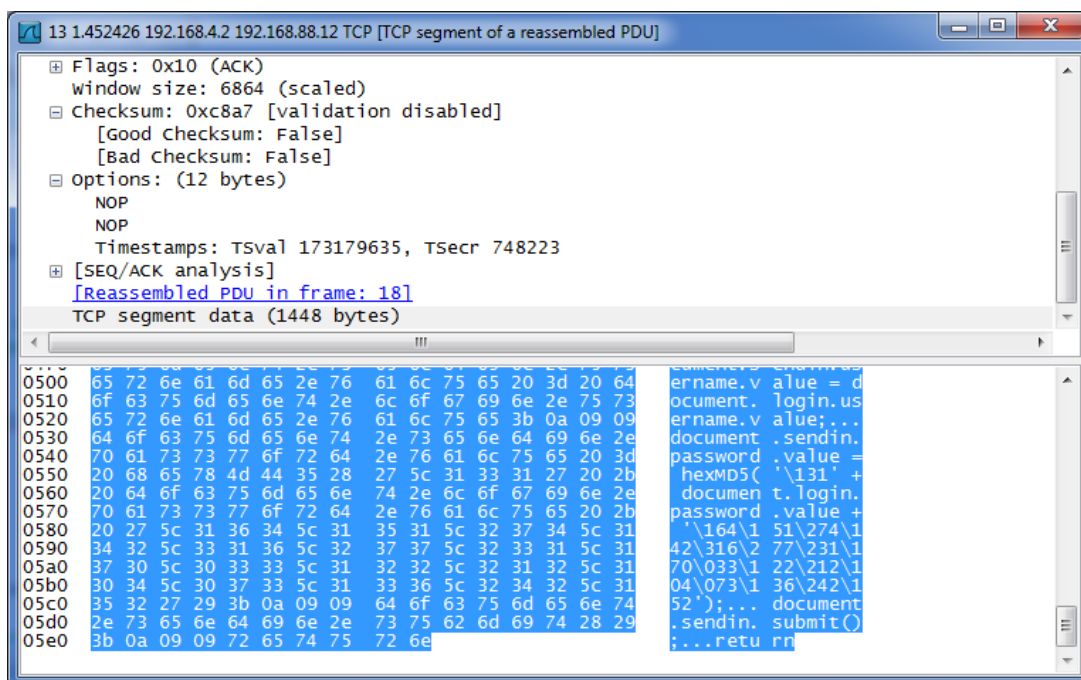 13 1.452426 192.168.4.2 192.168.88.12 TCP [TCP segment of a reassembled PDU]
Flags: 0x10 (ACK)
Window size: 6864 (scaled)
Checksum: 0xc8a7 [validation disabled]
[Good Checksum: False]
[Bad Checksum: False]
Options: (12 bytes)
NOP
NOP
Timestamps: TSval 173179635, TSecr 748223
[SEQ/ACK analysis]
[Reassembled PDU in frame: 18]
TCP segment data (1448 bytes)
0500 65 72 6e 61 6d 65 2e 76 61 6c 75 65 20 3d 20 64 ername.v alue = d
0510 6f 63 75 6d 65 6e 74 2e 6c 6f 67 69 6e 2e 75 73 ocument. login.us
0520 65 72 6e 61 6d 65 2e 76 61 6c 75 65 3b 0a 09 09 ername.v alue;...
0530 64 6f 63 75 6d 65 6e 74 2e 73 65 6e 64 69 6e 2e document .sendin.
0540 70 61 73 73 77 6f 72 64 2e 76 61 6c 75 65 20 3d password .value =
0550 20 68 65 78 4d 44 35 28 27 5c 31 33 31 27 20 2b hexMD5( '\131' +
0560 20 64 6f 63 75 6d 65 6e 74 2e 6c 6f 67 69 6e 2e documen t.login.
0570 70 61 73 73 77 6f 72 64 2e 76 61 6c 75 65 20 2b password .value +
0580 20 27 5c 31 36 34 5c 31 35 31 5c 32 37 34 5c 31 '\164\1 51\274\1
0590 34 32 5c 33 31 36 5c 32 37 37 5c 32 33 31 5c 31 42\316\2 77\231\1
05a0 37 30 5c 30 33 33 5c 31 32 32 5c 32 31 32 5c 31 70\033\1 22\212\1
05b0 30 34 5c 30 37 33 5c 31 33 36 5c 32 34 32 5c 31 04\073\1 36\242\1
05c0 35 32 27 29 3b 0a 09 09 64 6f 63 75 6d 65 6e 74 52');... document
05d0 2e 73 65 6e 64 69 6e 2e 73 75 62 6d 69 74 28 29 .sendin. submit()
05e0 3b 0a 09 09 72 65 74 75 72 6e ;...retu rn